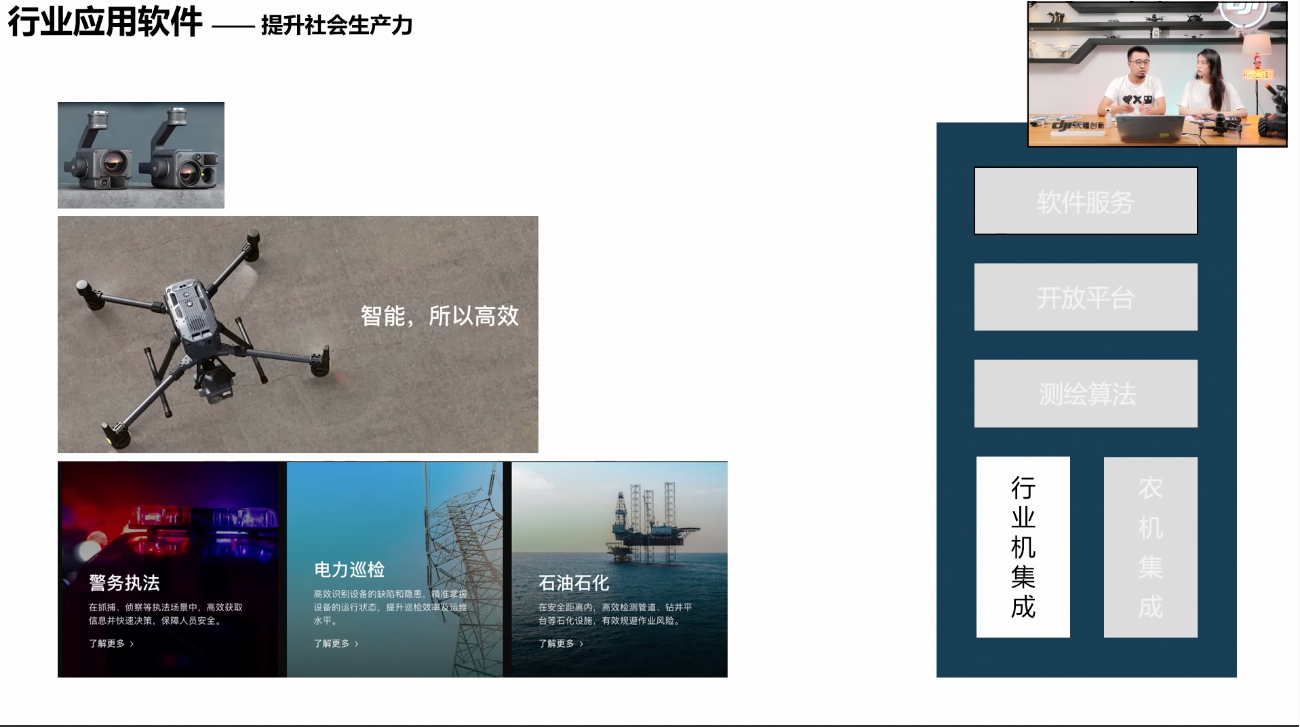 行业应用软件 —— 提升社会生产力
软件服务
开放平台
测绘算法
行业机集成
农机集成
智能，所以高效
警务执法
在抓捕、侦察等执法场景中，高效获取
信息并快速决策，保障人员安全。
了解更多 >
电力巡检
高效识别设备的缺陷和隐患，精准掌握
设备的运行状态，提升巡检效率及运维
水平。
了解更多 >
石油石化
在安全距离内，高效检测管道、钻井平
台等石化设施，有效规避作业风险。
了解更多 >
dji大疆创新